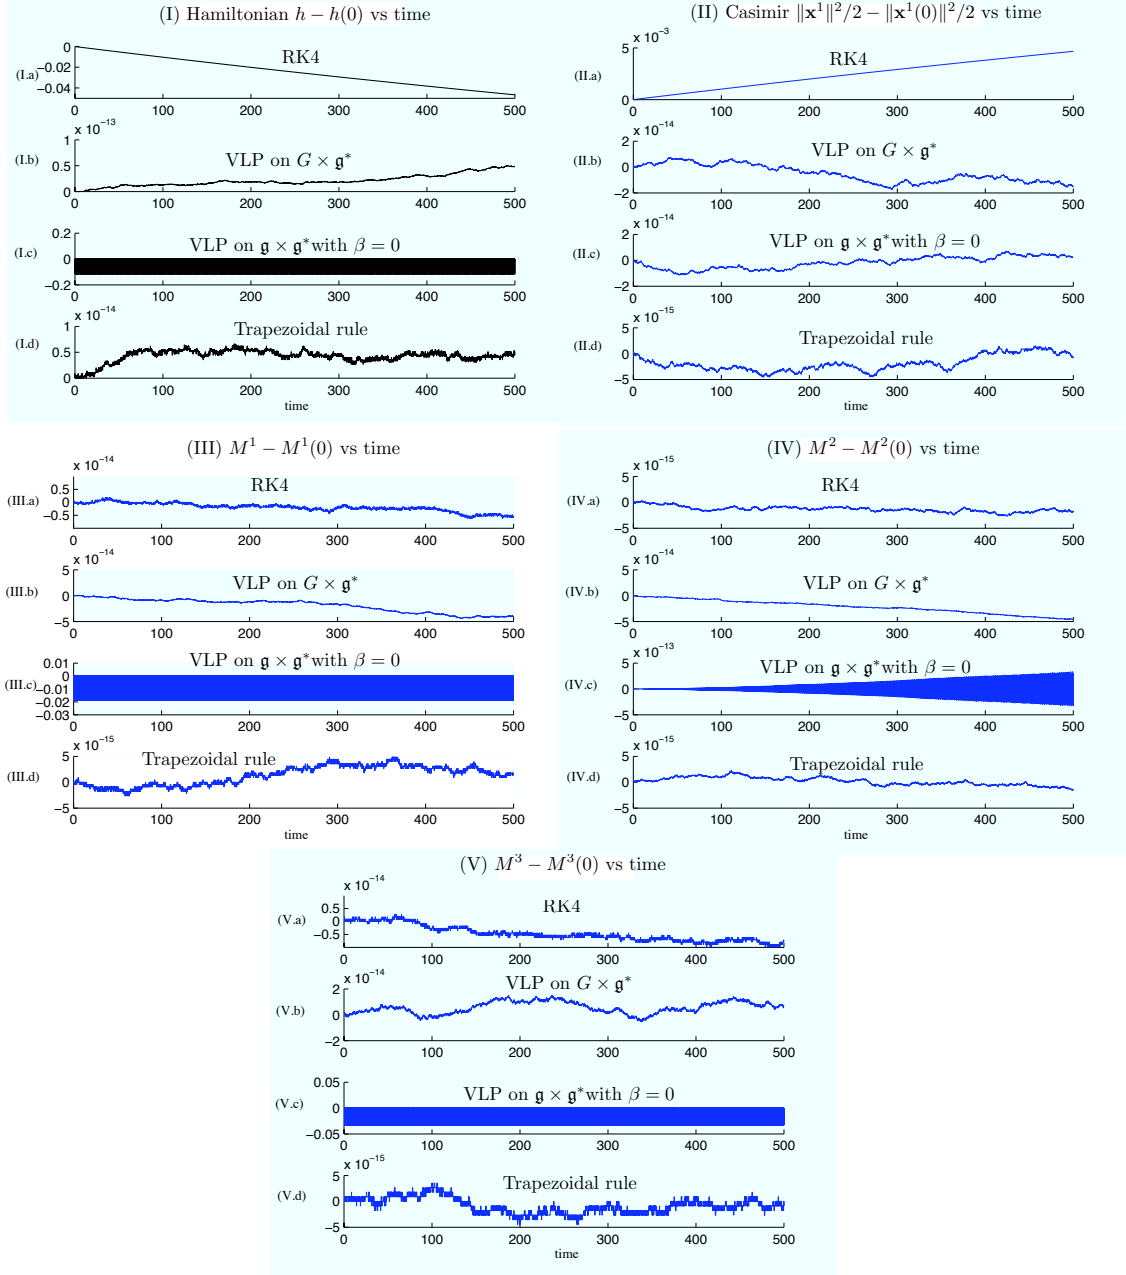 (I) Hamiltonian h − h(0) vs time
0
−0.02
−0.04
(I.a)
RK4
0 100 200 300 400 500
x 10^−13
1
0.5
0
(I.b)
VLP on G × 𝔤*
0 100 200 300 400 500
0.2
0
−0.2
(I.c)
VLP on 𝔤 × 𝔤* with β = 0
0 100 200 300 400 500
x 10^−14
1
0.5
0
(I.d)
Trapezoidal rule
0 100 200 300 400 500
time
(II) Casimir ‖x^1‖^2/2 − ‖x^1(0)‖^2/2 vs time
x 10^−3
5
0
(II.a)
RK4
0 100 200 300 400 500
x 10^−14
2
0
−2
(II.b)
VLP on G × 𝔤*
0 100 200 300 400 500
x 10^−14
2
0
−2
(II.c)
VLP on 𝔤 × 𝔤* with β = 0
0 100 200 300 400 500
x 10^−15
5
0
−5
(II.d)
Trapezoidal rule
0 100 200 300 400 500
time
(III) M^1 − M^1(0) vs time
x 10^−14
0.5
0
−0.5
(III.a)
RK4
0 100 200 300 400 500
x 10^−14
5
0
−5
(III.b)
VLP on G × 𝔤*
0 100 200 300 400 500
0.01
0
−0.01
−0.02
−0.03
(III.c)
VLP on 𝔤 × 𝔤* with β = 0
0 100 200 300 400 500
x 10^−15
5
0
−5
(III.d)
Trapezoidal rule
0 100 200 300 400 500
time
(IV) M^2 − M^2(0) vs time
x 10^−15
5
0
−5
(IV.a)
RK4
0 100 200 300 400 500
x 10^−14
5
0
−5
(IV.b)
VLP on G × 𝔤*
0 100 200 300 400 500
x 10^−13
5
0
−5
(IV.c)
VLP on 𝔤 × 𝔤* with β = 0
0 100 200 300 400 500
x 10^−15
5
0
−5
(IV.d)
Trapezoidal rule
0 100 200 300 400 500
time
(V) M^3 − M^3(0) vs time
x 10^−14
0.5
0
−0.5
(V.a)
RK4
0 100 200 300 400 500
x 10^−14
2
0
−2
(V.b)
VLP on G × 𝔤*
0 100 200 300 400 500
0.05
0
−0.05
(V.c)
VLP on 𝔤 × 𝔤* with β = 0
0 100 200 300 400 500
x 10^−15
5
0
−5
(V.d)
Trapezoidal rule
0 100 200 300 400 500
time